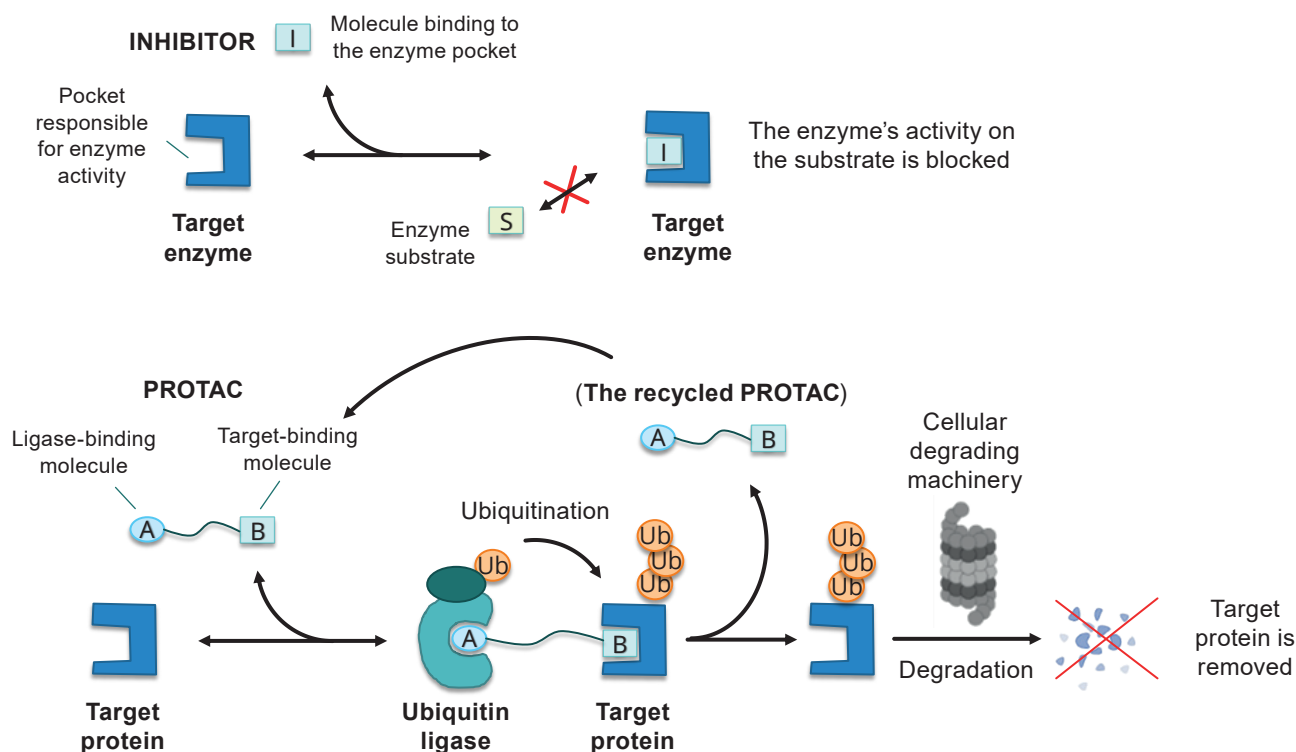 INHIBITOR
I
Molecule binding to
the enzyme pocket
Pocket
responsible
for enzyme
activity
Target
enzyme
I
The enzyme’s activity on
the substrate is blocked
S
Enzyme
substrate
Target
enzyme
PROTAC
(The recycled PROTAC)
Ligase-binding
molecule
Target-binding
molecule
A
B
A
B
Cellular
degrading
machinery
Ubiquitination
Ub
Ub
Ub
Ub
Ub
Ub
Ub
A
B
Degradation
Target
protein is
removed
Target
protein
Ubiquitin
ligase
Target
protein